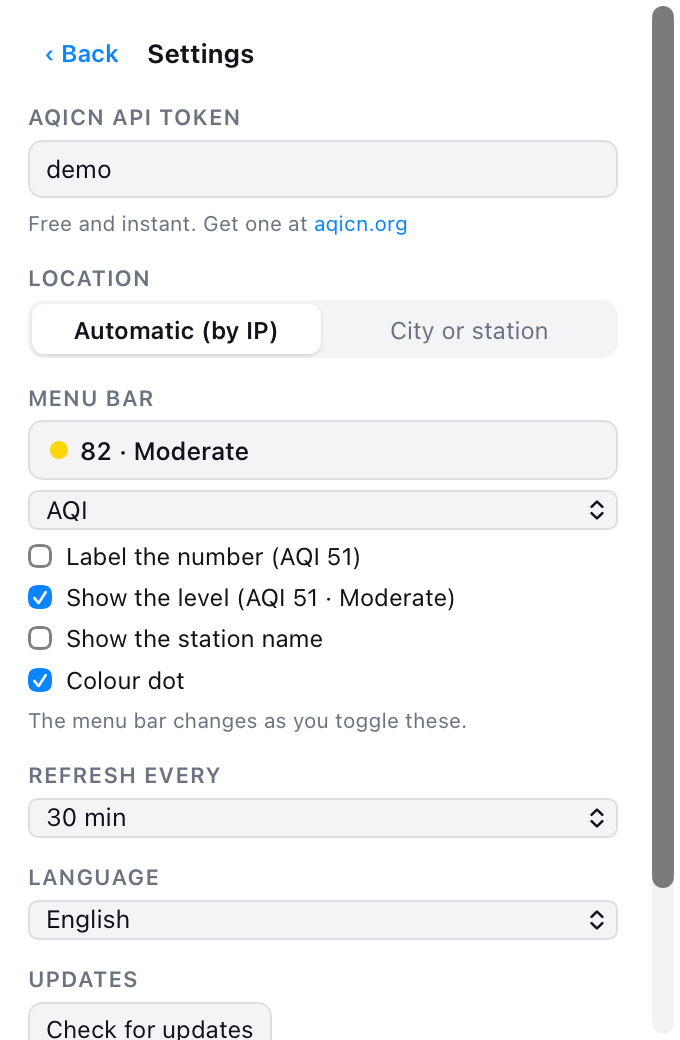 ‹ Back Settings
AQICN API TOKEN
demo
Free and instant. Get one at aqicn.org
LOCATION
Automatic (by IP) City or station
MENU BAR
82 · Moderate
AQI
Label the number (AQI 51)
Show the level (AQI 51 · Moderate)
Show the station name
Colour dot
The menu bar changes as you toggle these.
REFRESH EVERY
30 min
LANGUAGE
English
UPDATES
Check for updates